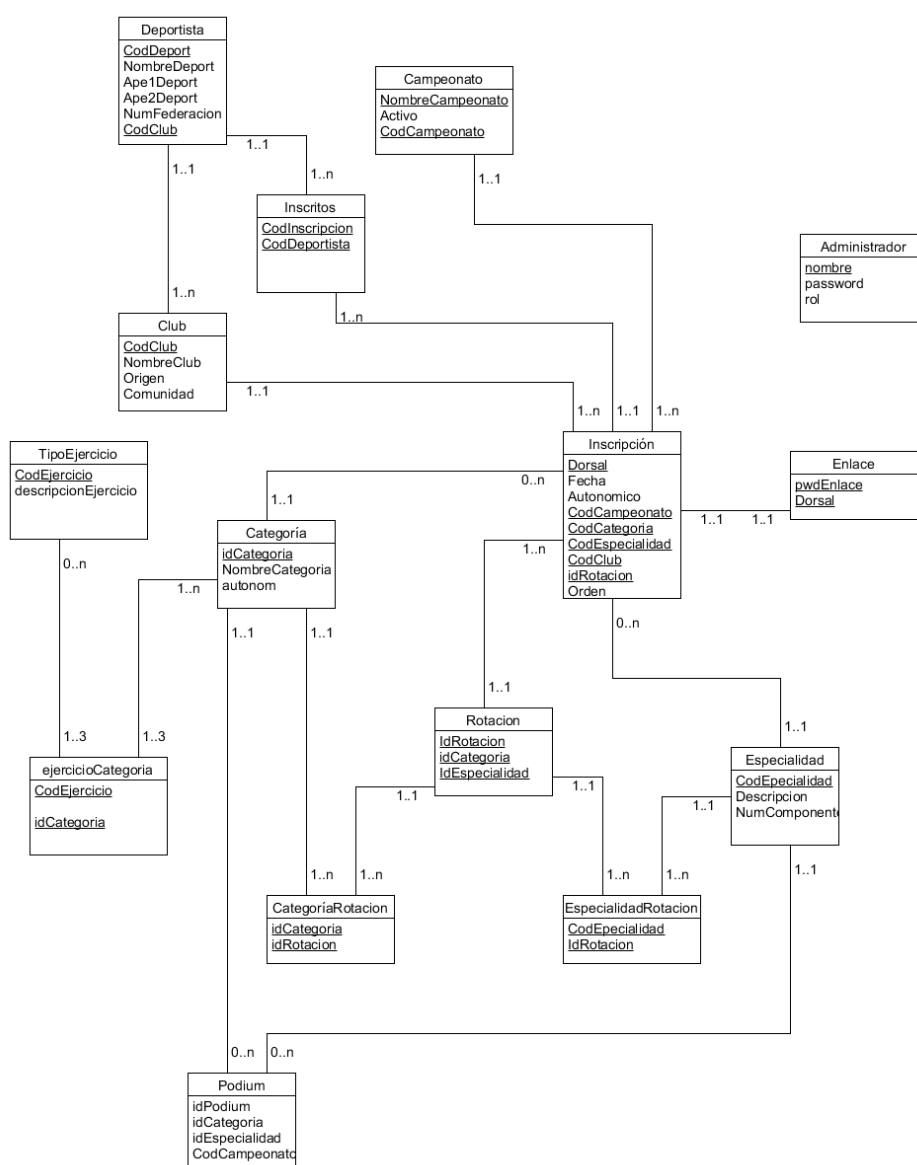 Deportista
CodDeport
NombreDeport
Ape1Deport
Ape2Deport
NumFederacion
CodClub
1..1
1..1
1..n
Campeonato
NombreCampeonato
Activo
CodCampeonato
1..1
Inscritos
CodInscripcion
CodDeportista
1..n
Administrador
nombre
password
rol
1..n
Club
CodClub
NombreClub
Origen
Comunidad
1..1
1..n
1..1
1..n
Inscripción
Dorsal
Fecha
Autonomico
CodCampeonato
CodCategoria
CodEspecialidad
CodClub
idRotacion
Orden
0..n
1..1
1..n
0..n
Enlace
pwdEnlace
Dorsal
1..1
TipoEjercicio
CodEjercicio
descripcionEjercicio
0..n
1..1
Categoría
idCategoria
NombreCategoria
autonom
1..n
1..1
1..1
1..3
1..3
ejercicioCategoria
CodEjercicio
idCategoria
1..1
Rotacion
IdRotacion
idCategoria
IdEspecialidad
1..1
1..1
1..1
Especialidad
CodEpecialidad
Descripcion
NumComponente
1..1
1..1
1..n
1..n
CategoríaRotacion
idCategoria
idRotacion
1..n
1..n
EspecialidadRotacion
CodEpecialidad
IdRotacion
0..n
0..n
Podium
idPodium
idCategoria
idEspecialidad
CodCampeonato